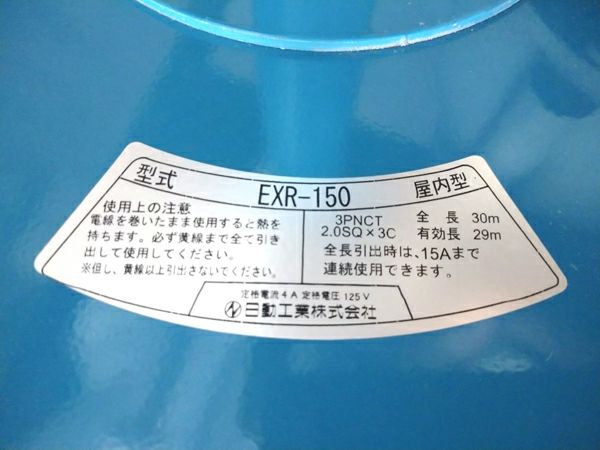 型式 EXR-150 屋内型
使用上の注意
電線を巻いたまま使用すると熱を
持ちます。必ず黄線まで全て引き
出して使用してください。
※但し、黄線以上引出さないてください。
3PNCT 全長 30m
2.0SQ×3C 有効長 29m
全長引出時は、15Aまで
連続使用できます。
定格電流4A 定格電圧 125V
日動工業株式会社